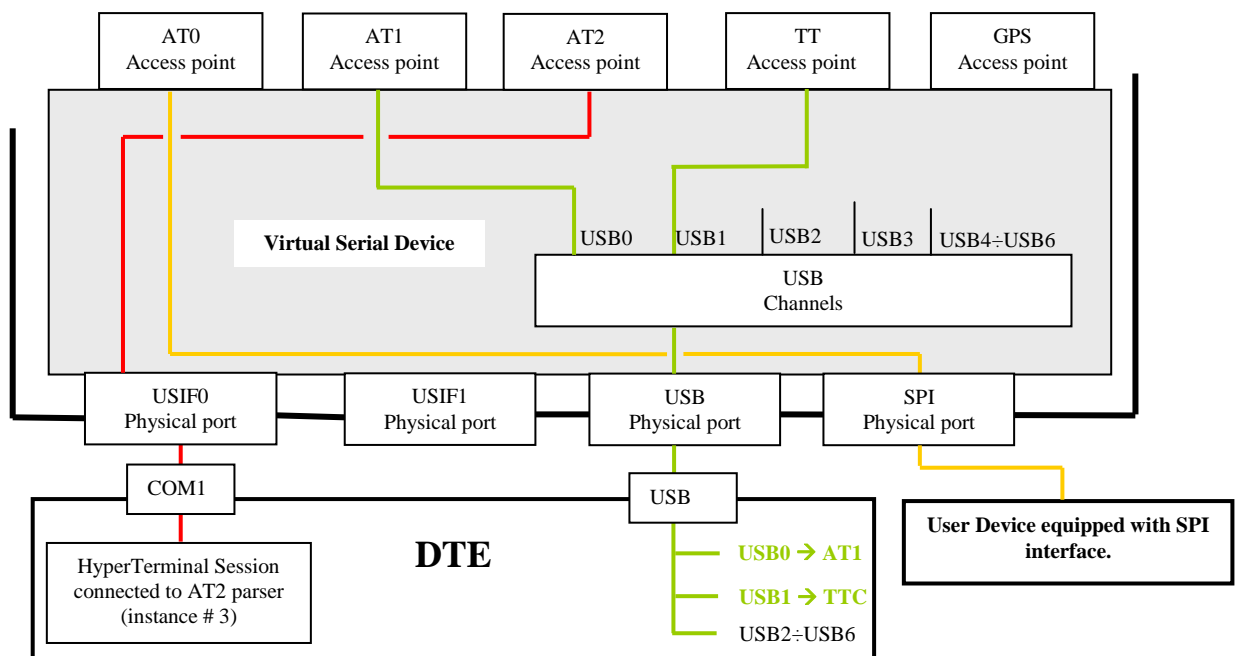 AT0
Access point
AT1
Access point
AT2
Access point
TT
Access point
GPS
Access point
Virtual Serial Device
USB0
USB1
USB2
USB3
USB4÷USB6
USB
Channels
USIF0
Physical port
USIF1
Physical port
USB
Physical port
SPI
Physical port
COM1
USB
HyperTerminal Session
connected to AT2 parser
(instance # 3)
DTE
USB0 → AT1
USB1 → TTC
USB2÷USB6
User Device equipped with SPI
interface.